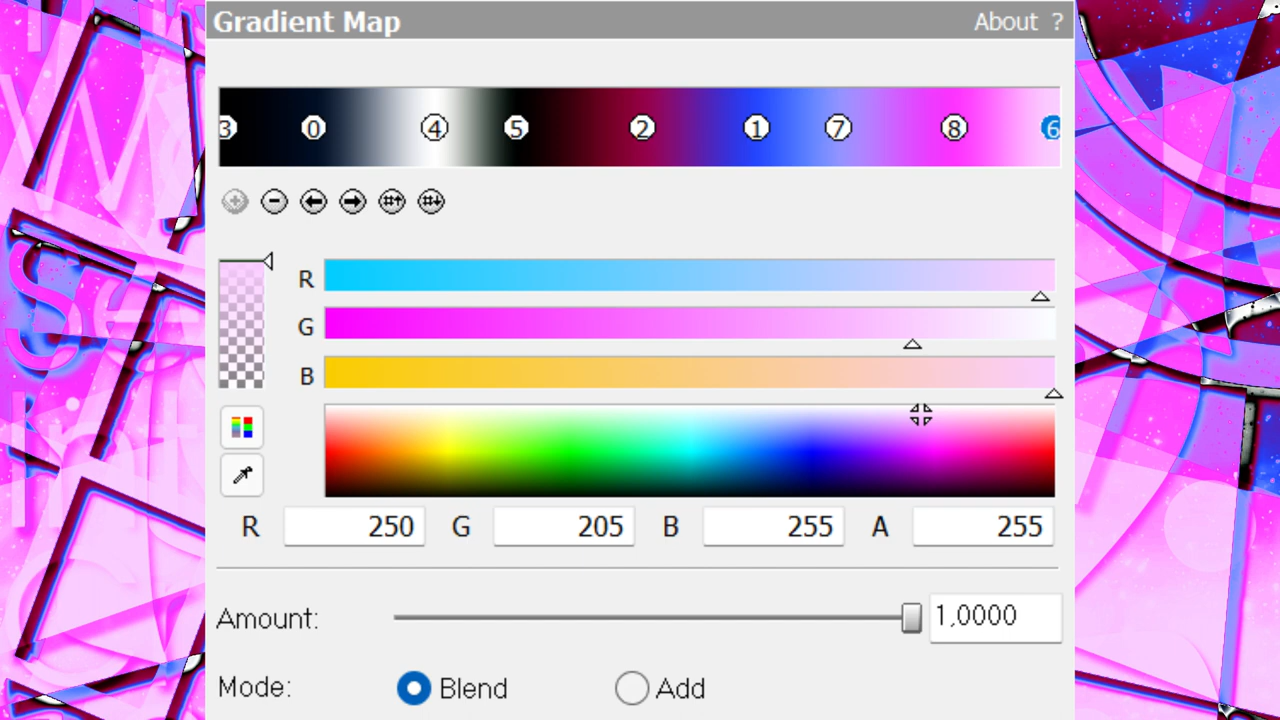 Gradient Map About ?
3 0 4 5 2 1 7 8 6
R
G
B
R 250 G 205 B 255 A 255
Amount: 1,0000
Mode: Blend Add